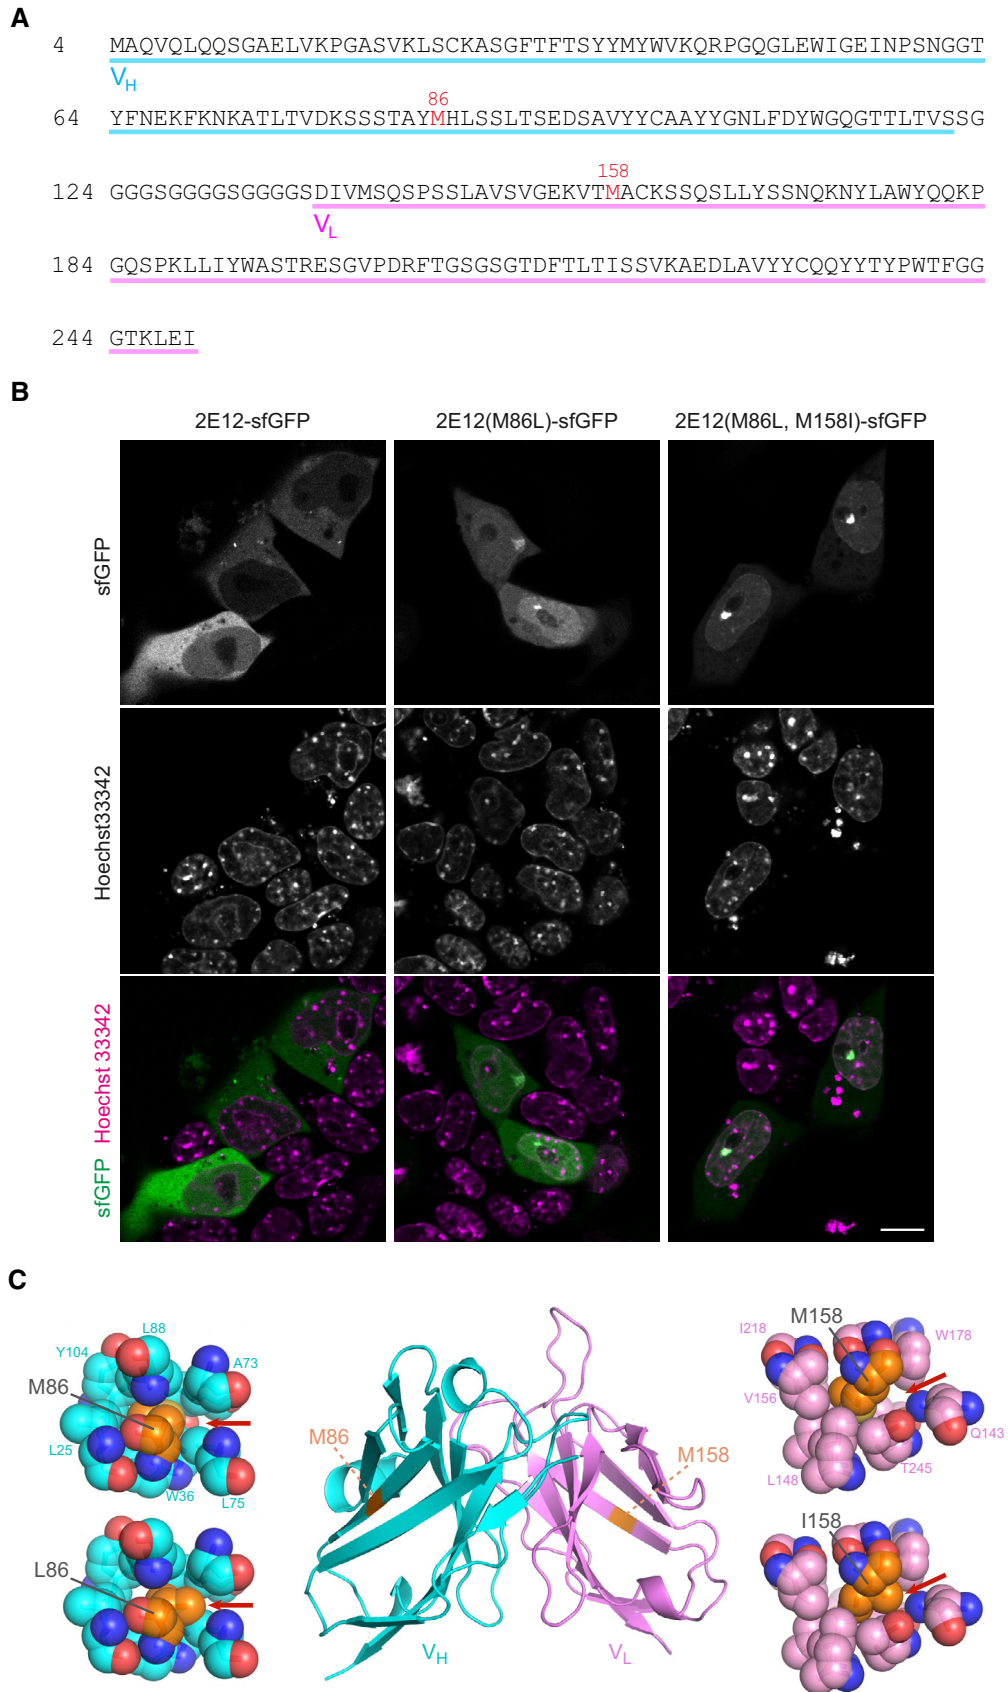 A
4 MAQVQLQQSGAELVKPGASVKLSCKASGFTFTSYYMYWVKQRPGQGLEWIGEINPSNGGT
VH
86
64 YFNEKFKNKATLTVDKSSSTAYMHLSSLTSEDSAVYYCAAYYGNLFDYWGQGTTLTVSSG
158
124 GGGSGGGGSGGGGSDIVMSQSPSSLAVSVGEKVTMACKSSQSLLYSSNQKNYLAWYQQKP
VL
184 GQSPKLLIYWASTRESGVPDRFTGSGSGTDFTLTISSVKAEDLAVYYCQQYYTYPWTFGG
244 GTKLEI
B
2E12-sfGFP 2E12(M86L)-sfGFP 2E12(M86L, M158I)-sfGFP
sfGFP
Hoechst33342
sfGFP Hoechst 33342
C
L88
Y104
A73
M86
L25
W36
L75
L86
M86
M158
VH
VL
M158
I218
W178
V156
Q143
L148
T245
I158